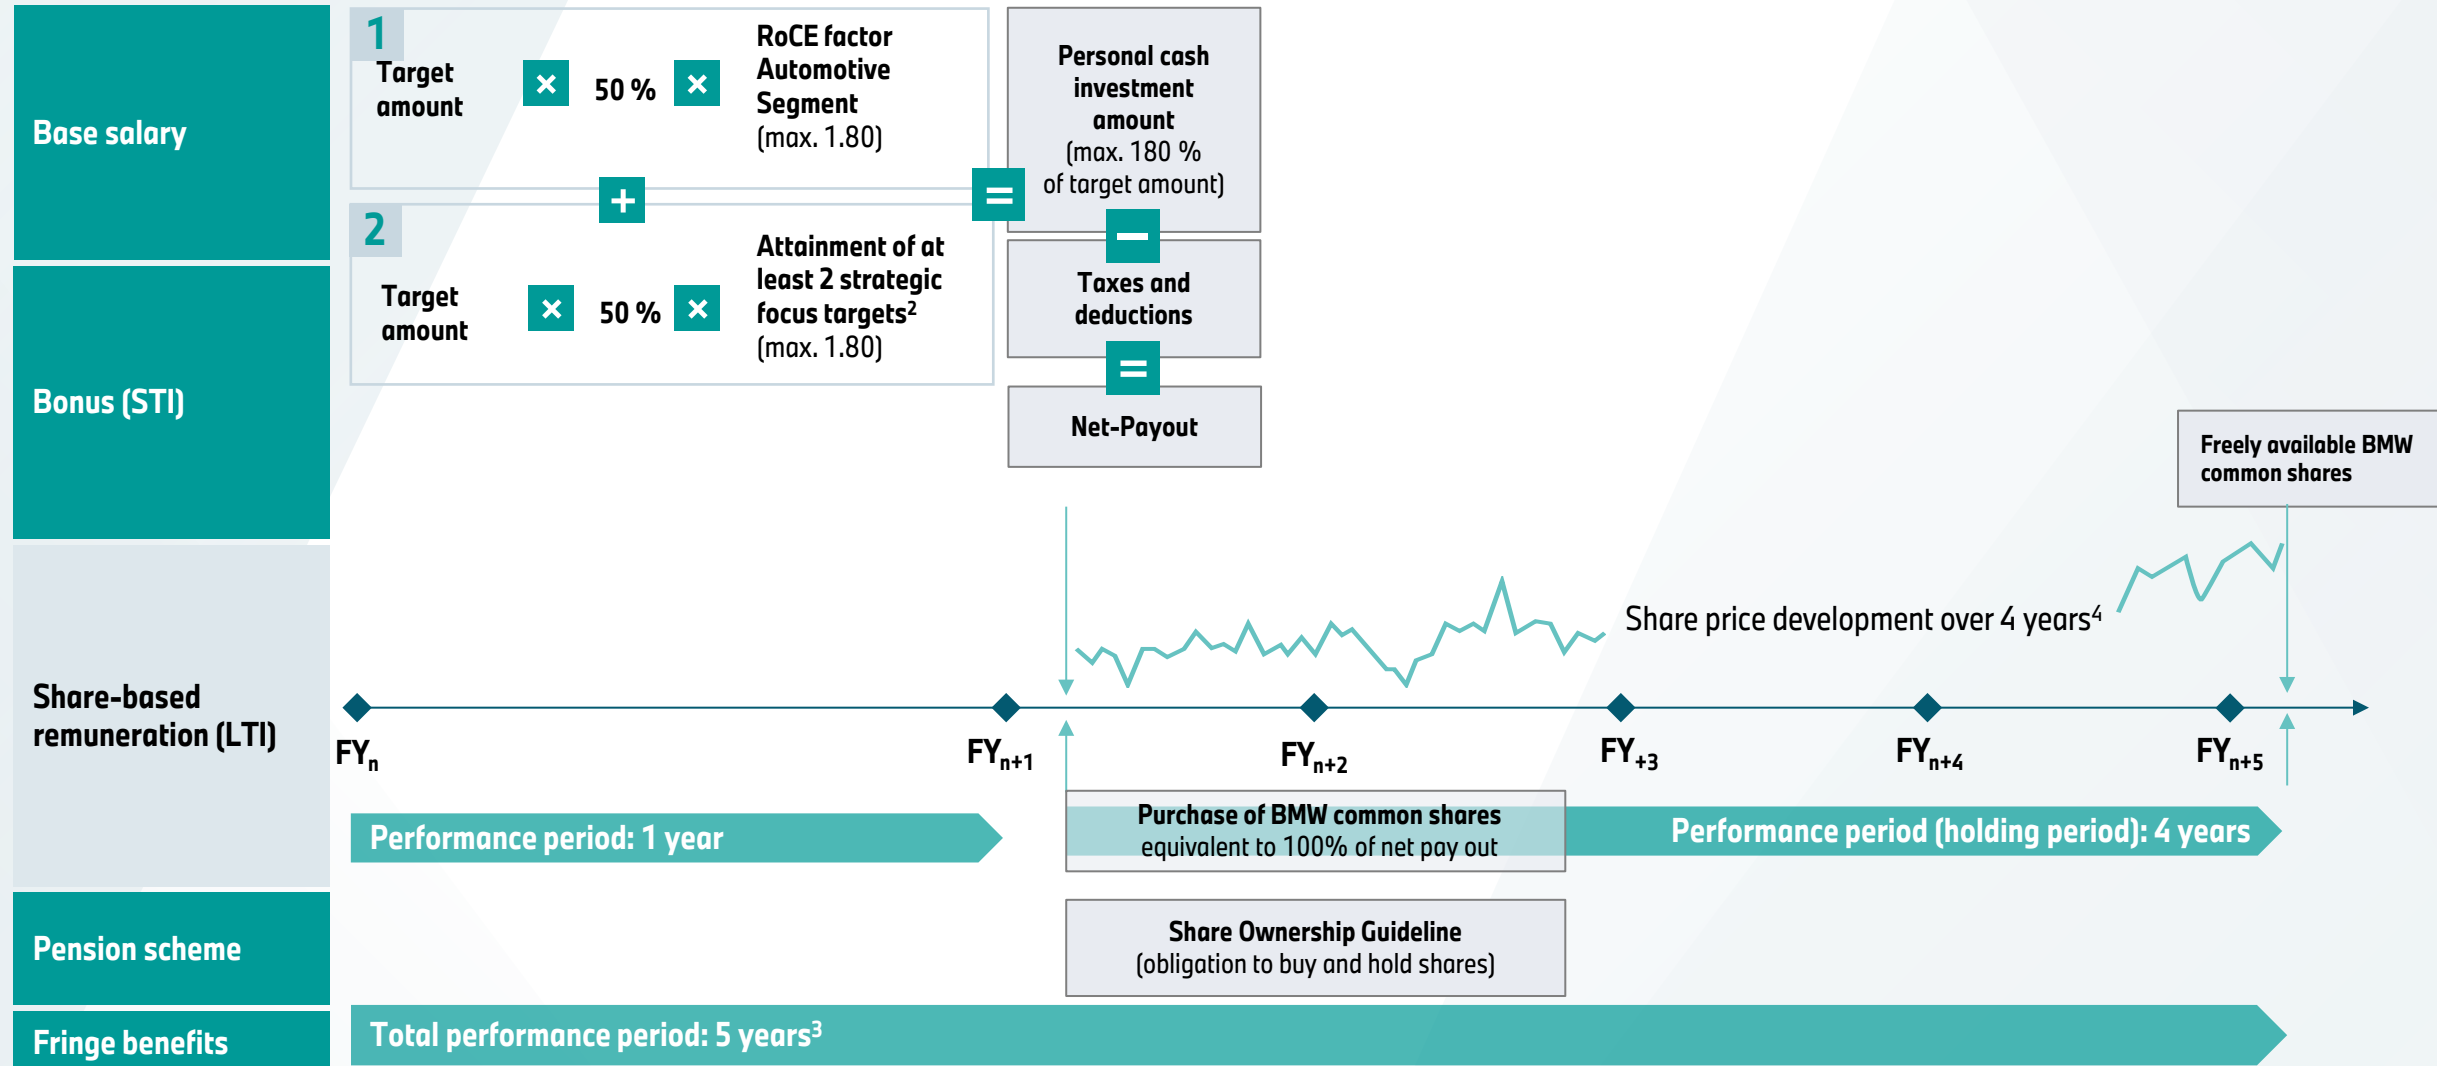 Base salary
Bonus (STI)
Share-based
remuneration (LTI)
Pension scheme
Fringe benefits
1
Target
amount
×
50 %
×
RoCE factor
Automotive
Segment
(max. 1.80)
+
2
Target
amount
×
50 %
×
Attainment of at
least 2 strategic
focus targets²
(max. 1.80)
=
Personal cash
investment
amount
(max. 180 %
of target amount)
–
Taxes and
deductions
=
Net-Payout
Freely available BMW
common shares
Share price development over 4 years⁴
FYn
FYn+1
FYn+2
FY+3
FYn+4
FYn+5
Performance period: 1 year
Purchase of BMW common shares
equivalent to 100% of net pay out
Performance period (holding period): 4 years
Share Ownership Guideline
(obligation to buy and hold shares)
Total performance period: 5 years³